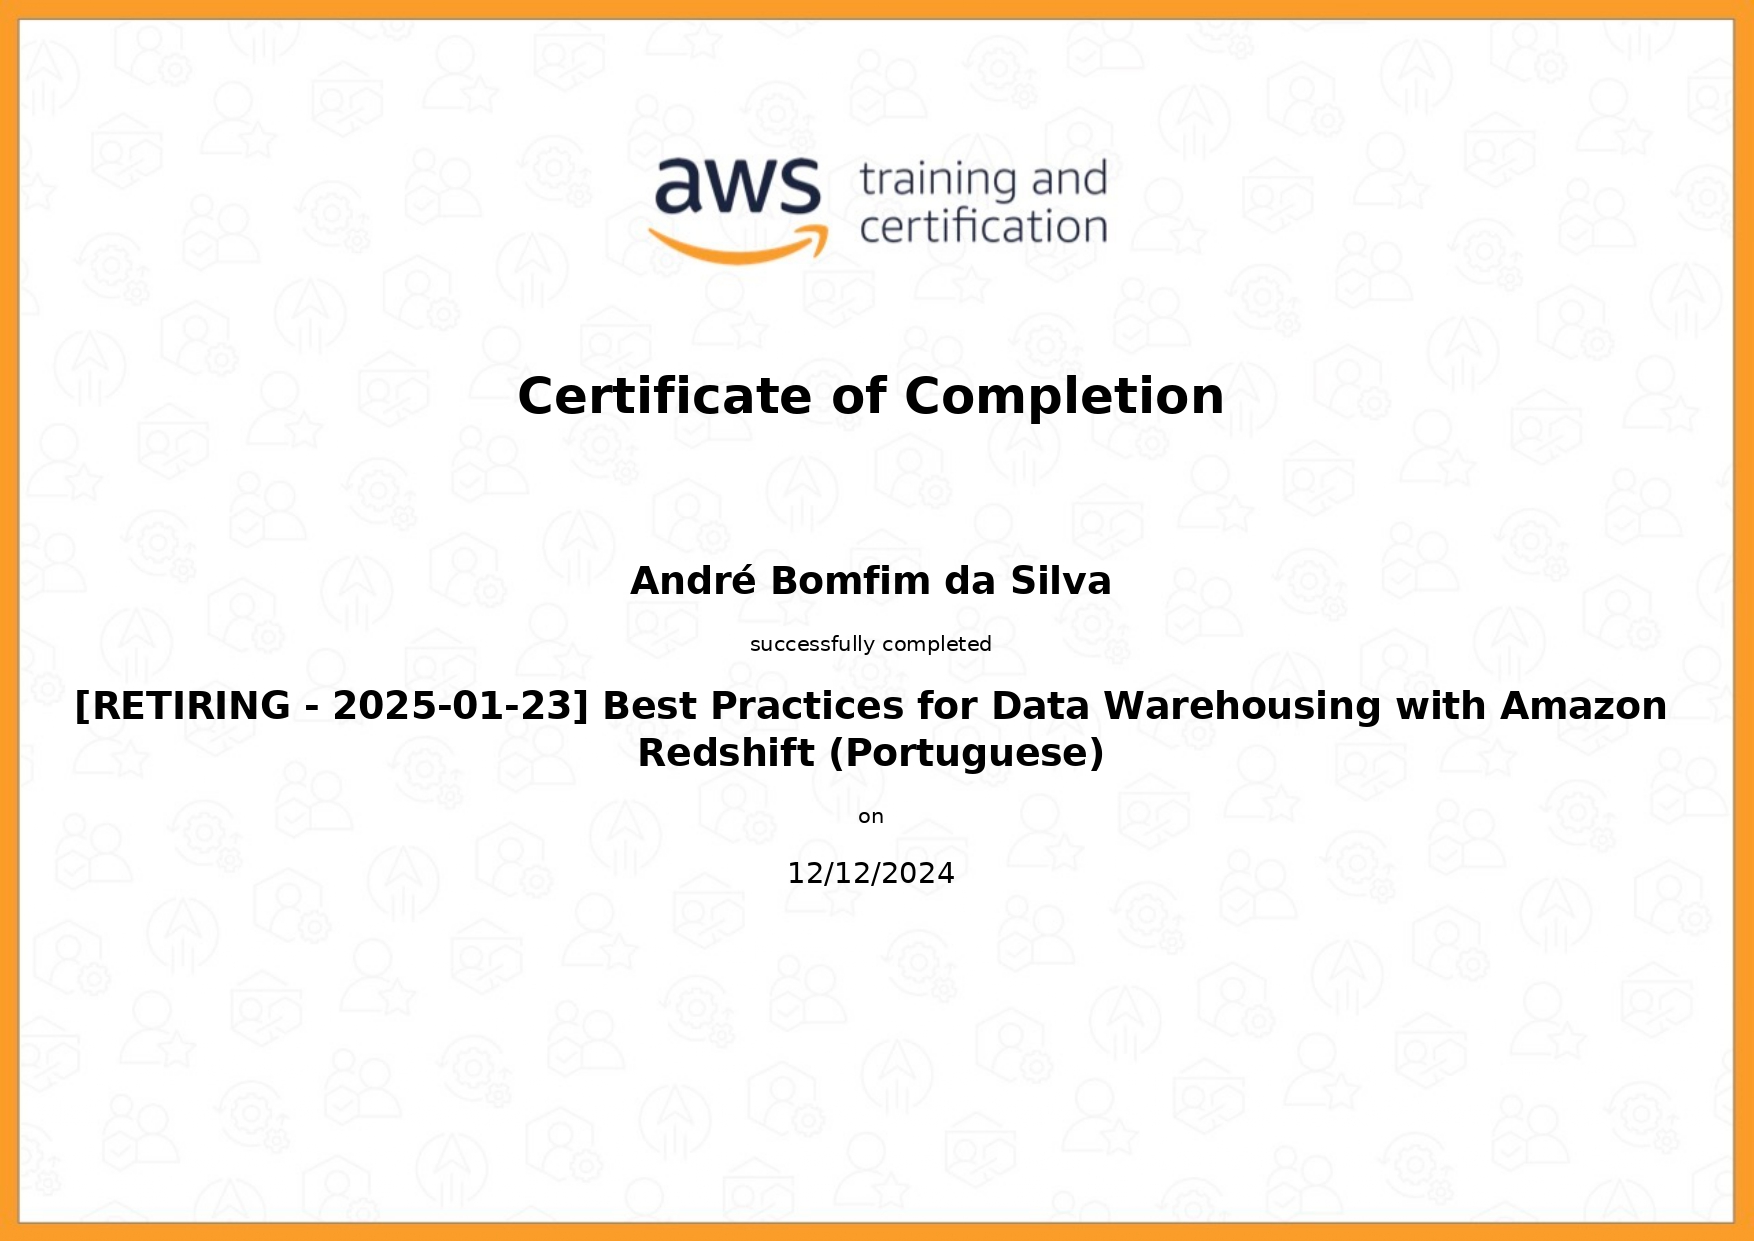 aws training and
certification
Certificate of Completion
André Bomfim da Silva
successfully completed
[RETIRING - 2025-01-23] Best Practices for Data Warehousing with Amazon
Redshift (Portuguese)
on
12/12/2024